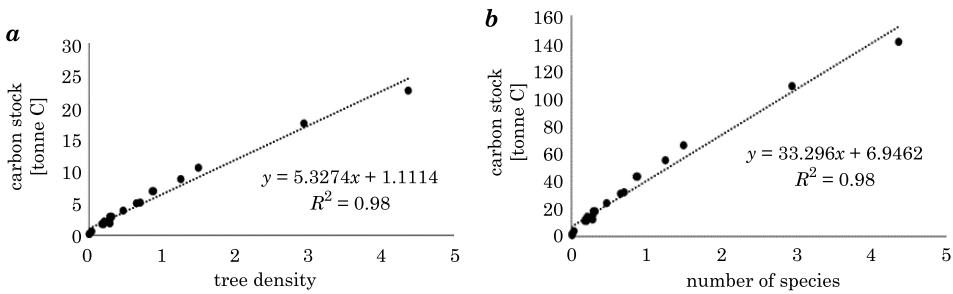 a
carbon stock
[tonne C]
30
25
20
15
10
5
0
y = 5.3274x + 1.1114
R² = 0.98
0 1 2 3 4 5
tree density
b
carbon stock
[tonne C]
160
140
120
100
80
60
40
20
0
y = 33.296x + 6.9462
R² = 0.98
0 1 2 3 4 5
number of species